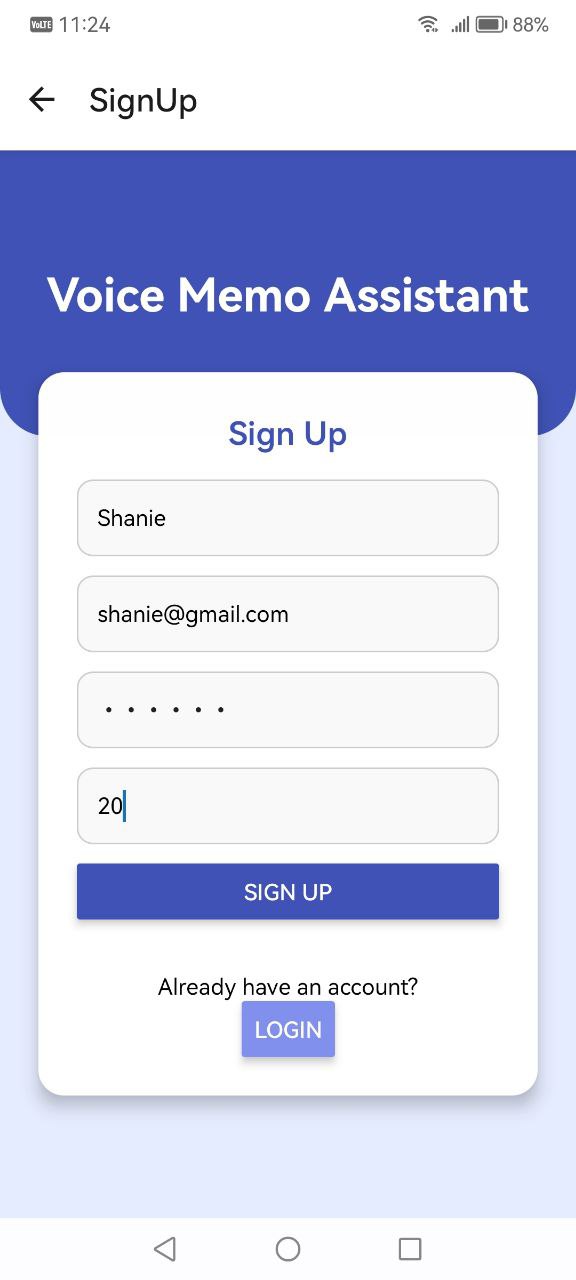 VoLTE 11:24 88%
SignUp
Voice Memo Assistant
Sign Up
Shanie
shanie@gmail.com
••••••
20
SIGN UP
Already have an account?
LOGIN